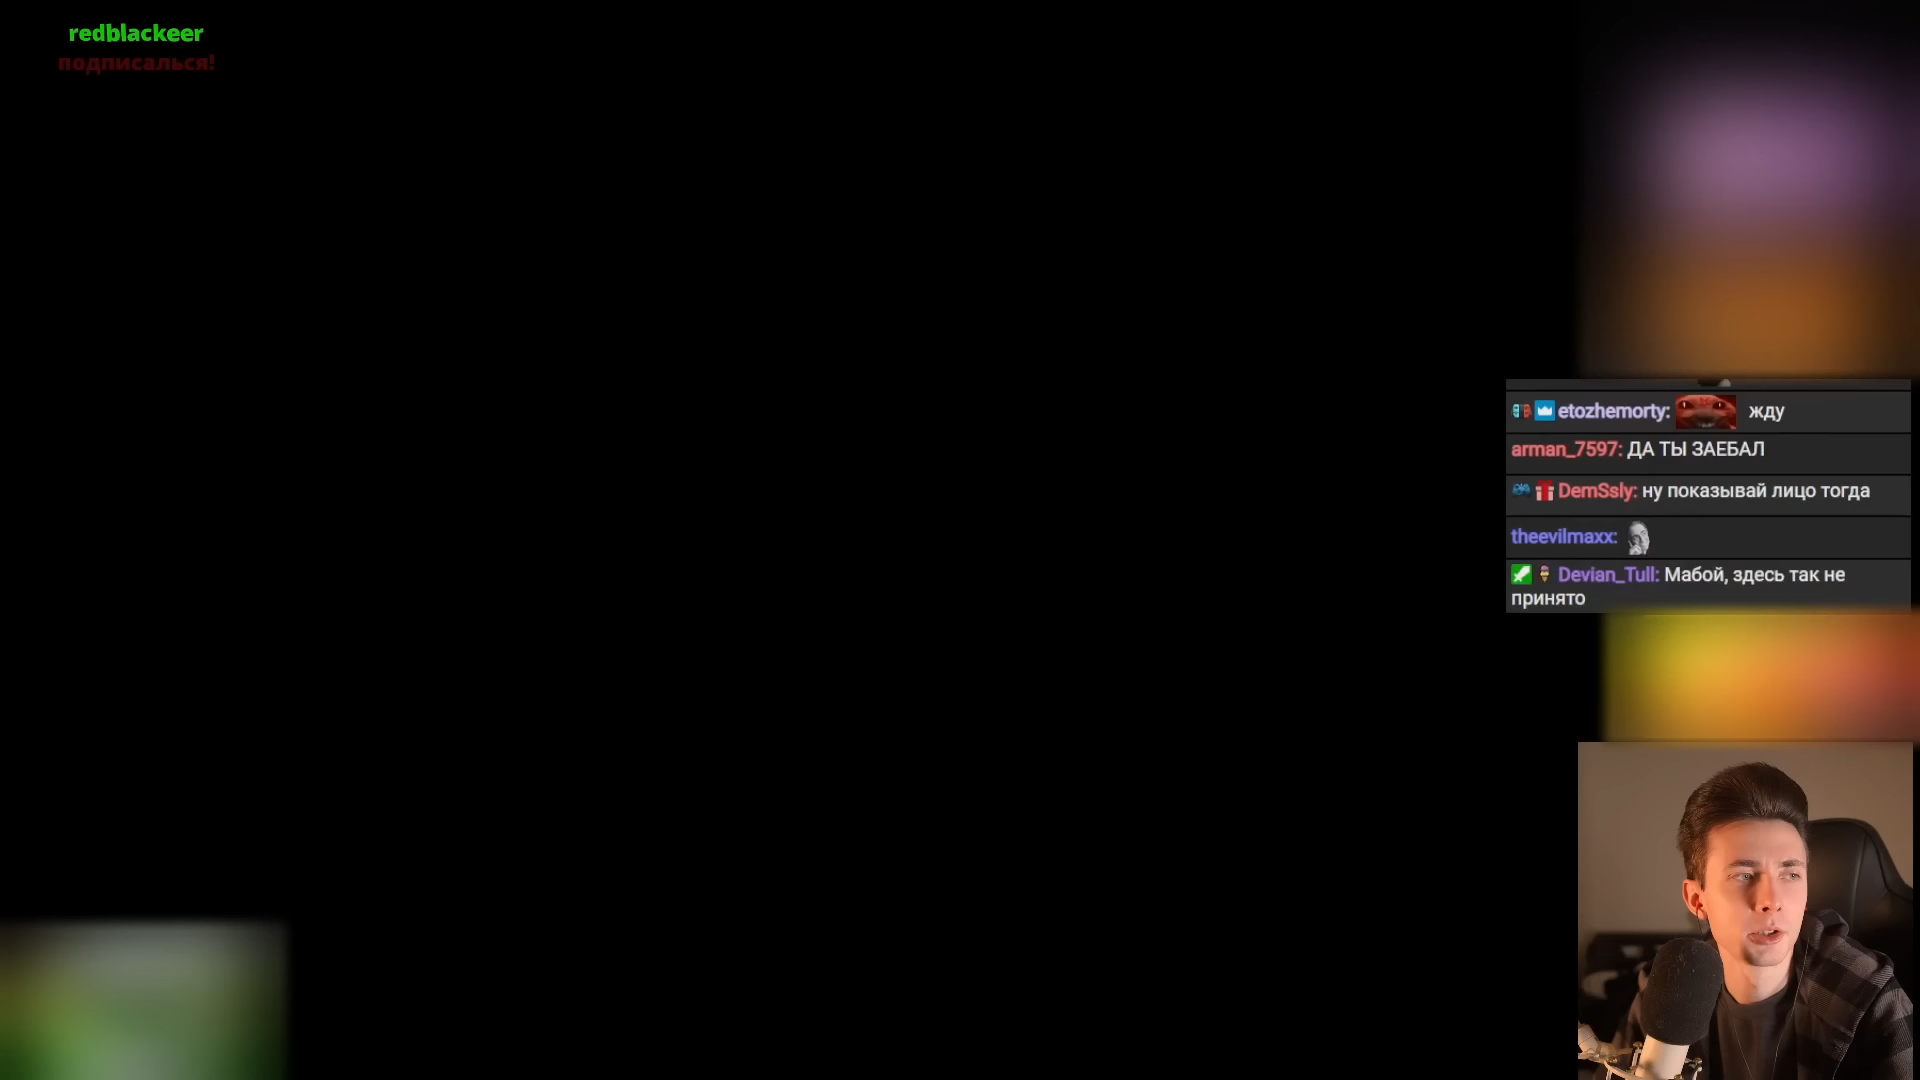 redblackeer
подписалься!
etozhemorty: жду
arman_7597: ДА ТЫ ЗАЕБАЛ
DemSsly: ну показывай лицо тогда
theevilmaxx:
Devian_Tull: Мабой, здесь так не
принято